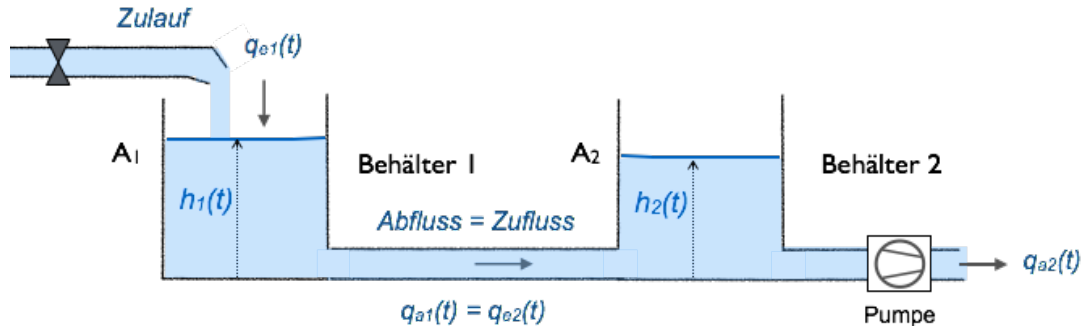 Zulauf
qe1(t)
A1
Behälter 1
A2
Behälter 2
h1(t)
h2(t)
Abfluss = Zufluss
qa2(t)
qa1(t) = qe2(t)
Pumpe